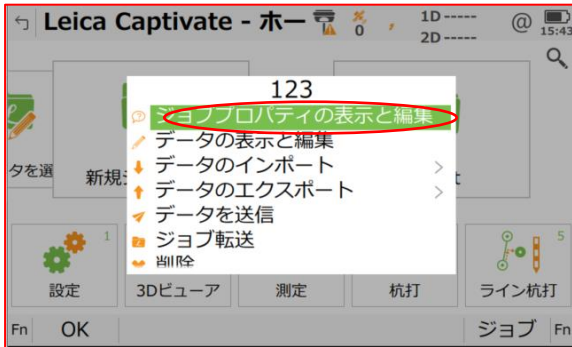 Leica Captivate - ホー
0
1D -----
2D -----
@
15:43
123
ジョブプロパティの表示と編集
データの表示と編集
データのインポート
データのエクスポート
データを送信
ジョブ転送
削除
タを選
新規
設定
1
3Dビューア
測定
杭打
ライン杭打
5
Fn
OK
ジョブ
Fn